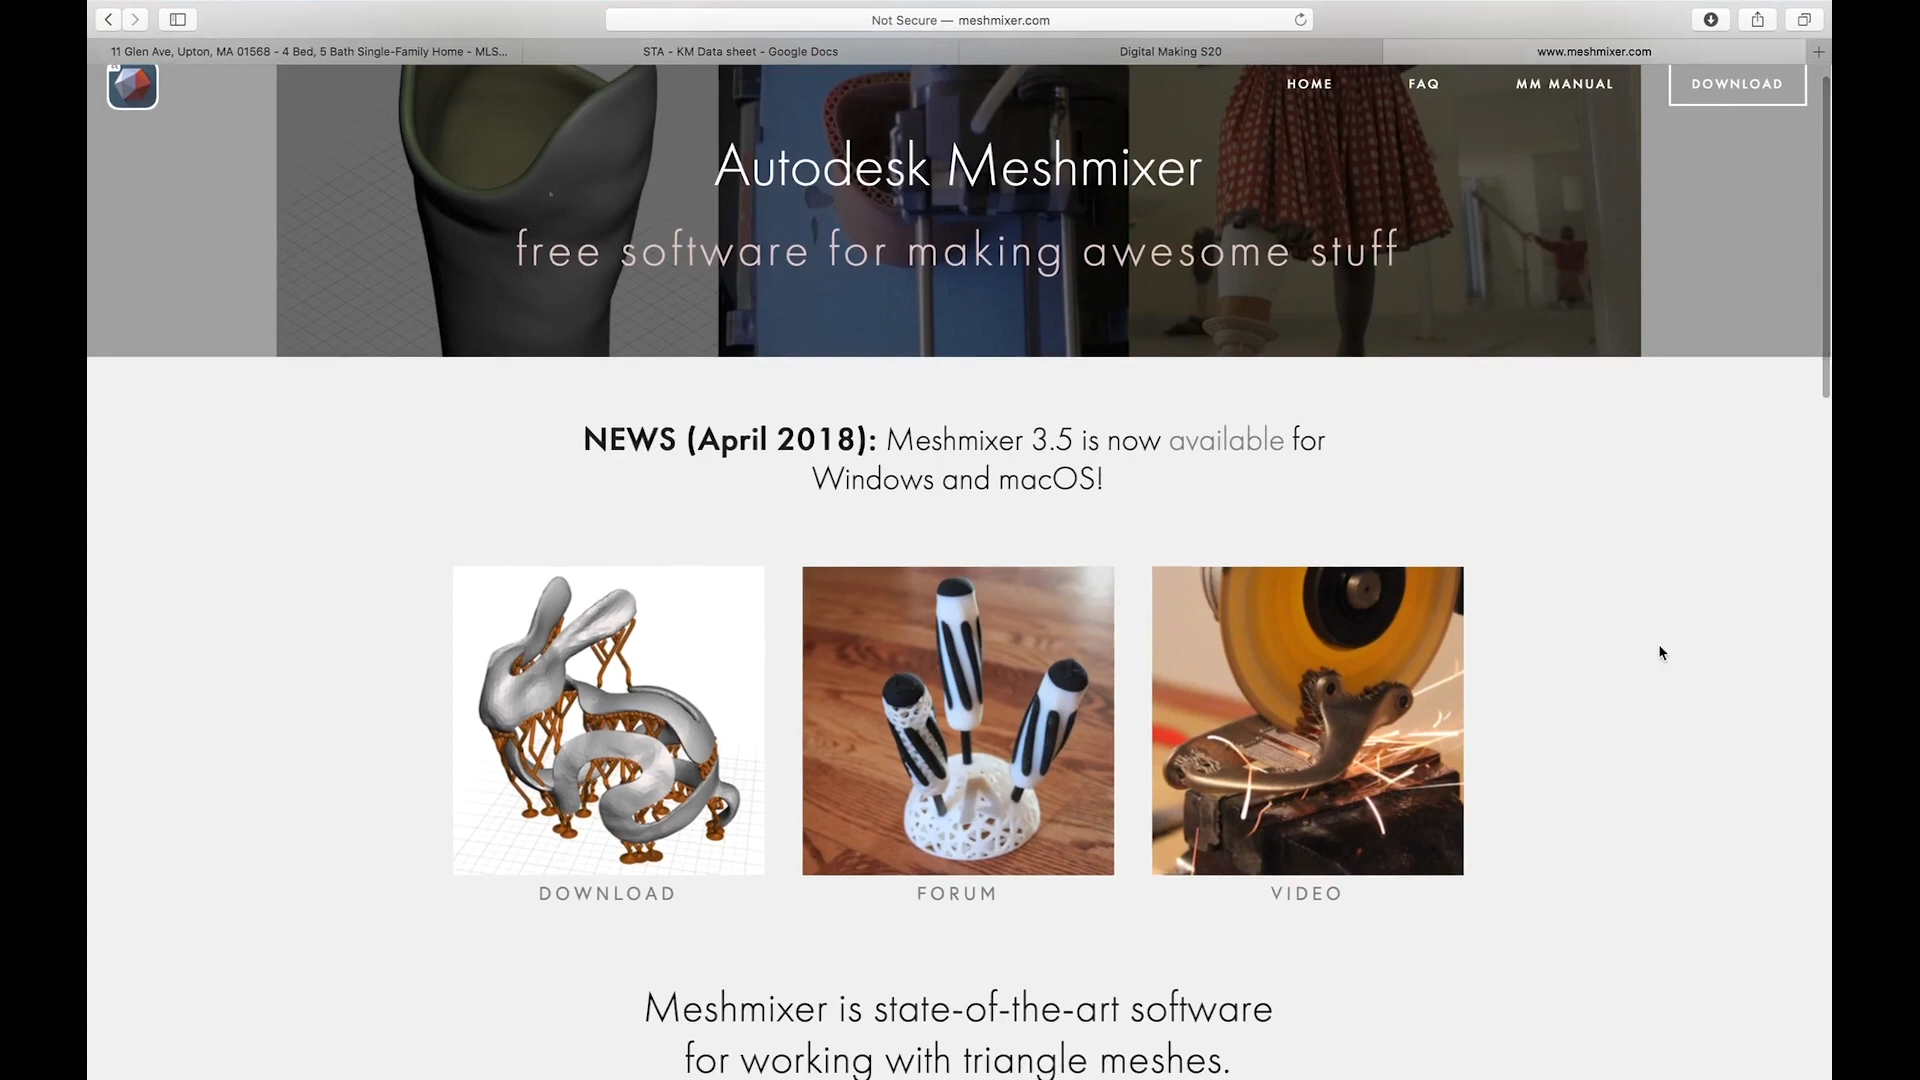 Not Secure — meshmixer.com
11 Glen Ave, Upton, MA 01568 - 4 Bed, 5 Bath Single-Family Home - MLS...
STA - KM Data sheet - Google Docs
Digital Making S20
www.meshmixer.com
HOME
FAQ
MM MANUAL
DOWNLOAD
Autodesk Meshmixer
free software for making awesome stuff
NEWS (April 2018): Meshmixer 3.5 is now available for
Windows and macOS!
DOWNLOAD
FORUM
VIDEO
Meshmixer is state-of-the-art software
for working with triangle meshes.